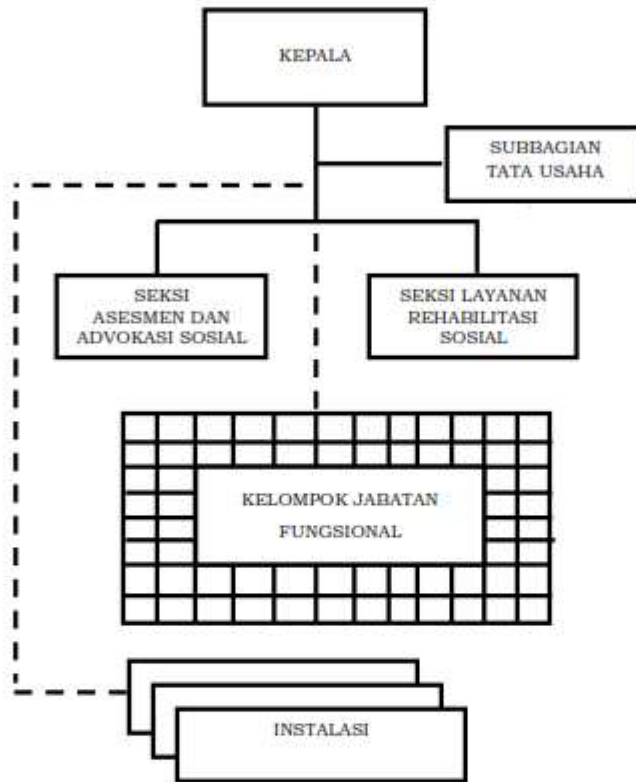 KEPALA
SUBBAGIAN
TATA USAHA
SEKSI
ASESMEN DAN
ADVOKASI SOSIAL
SEKSI LAYANAN
REHABILITASI
SOSIAL
KELOMPOK JABATAN
FUNGSIONAL
INSTALASI